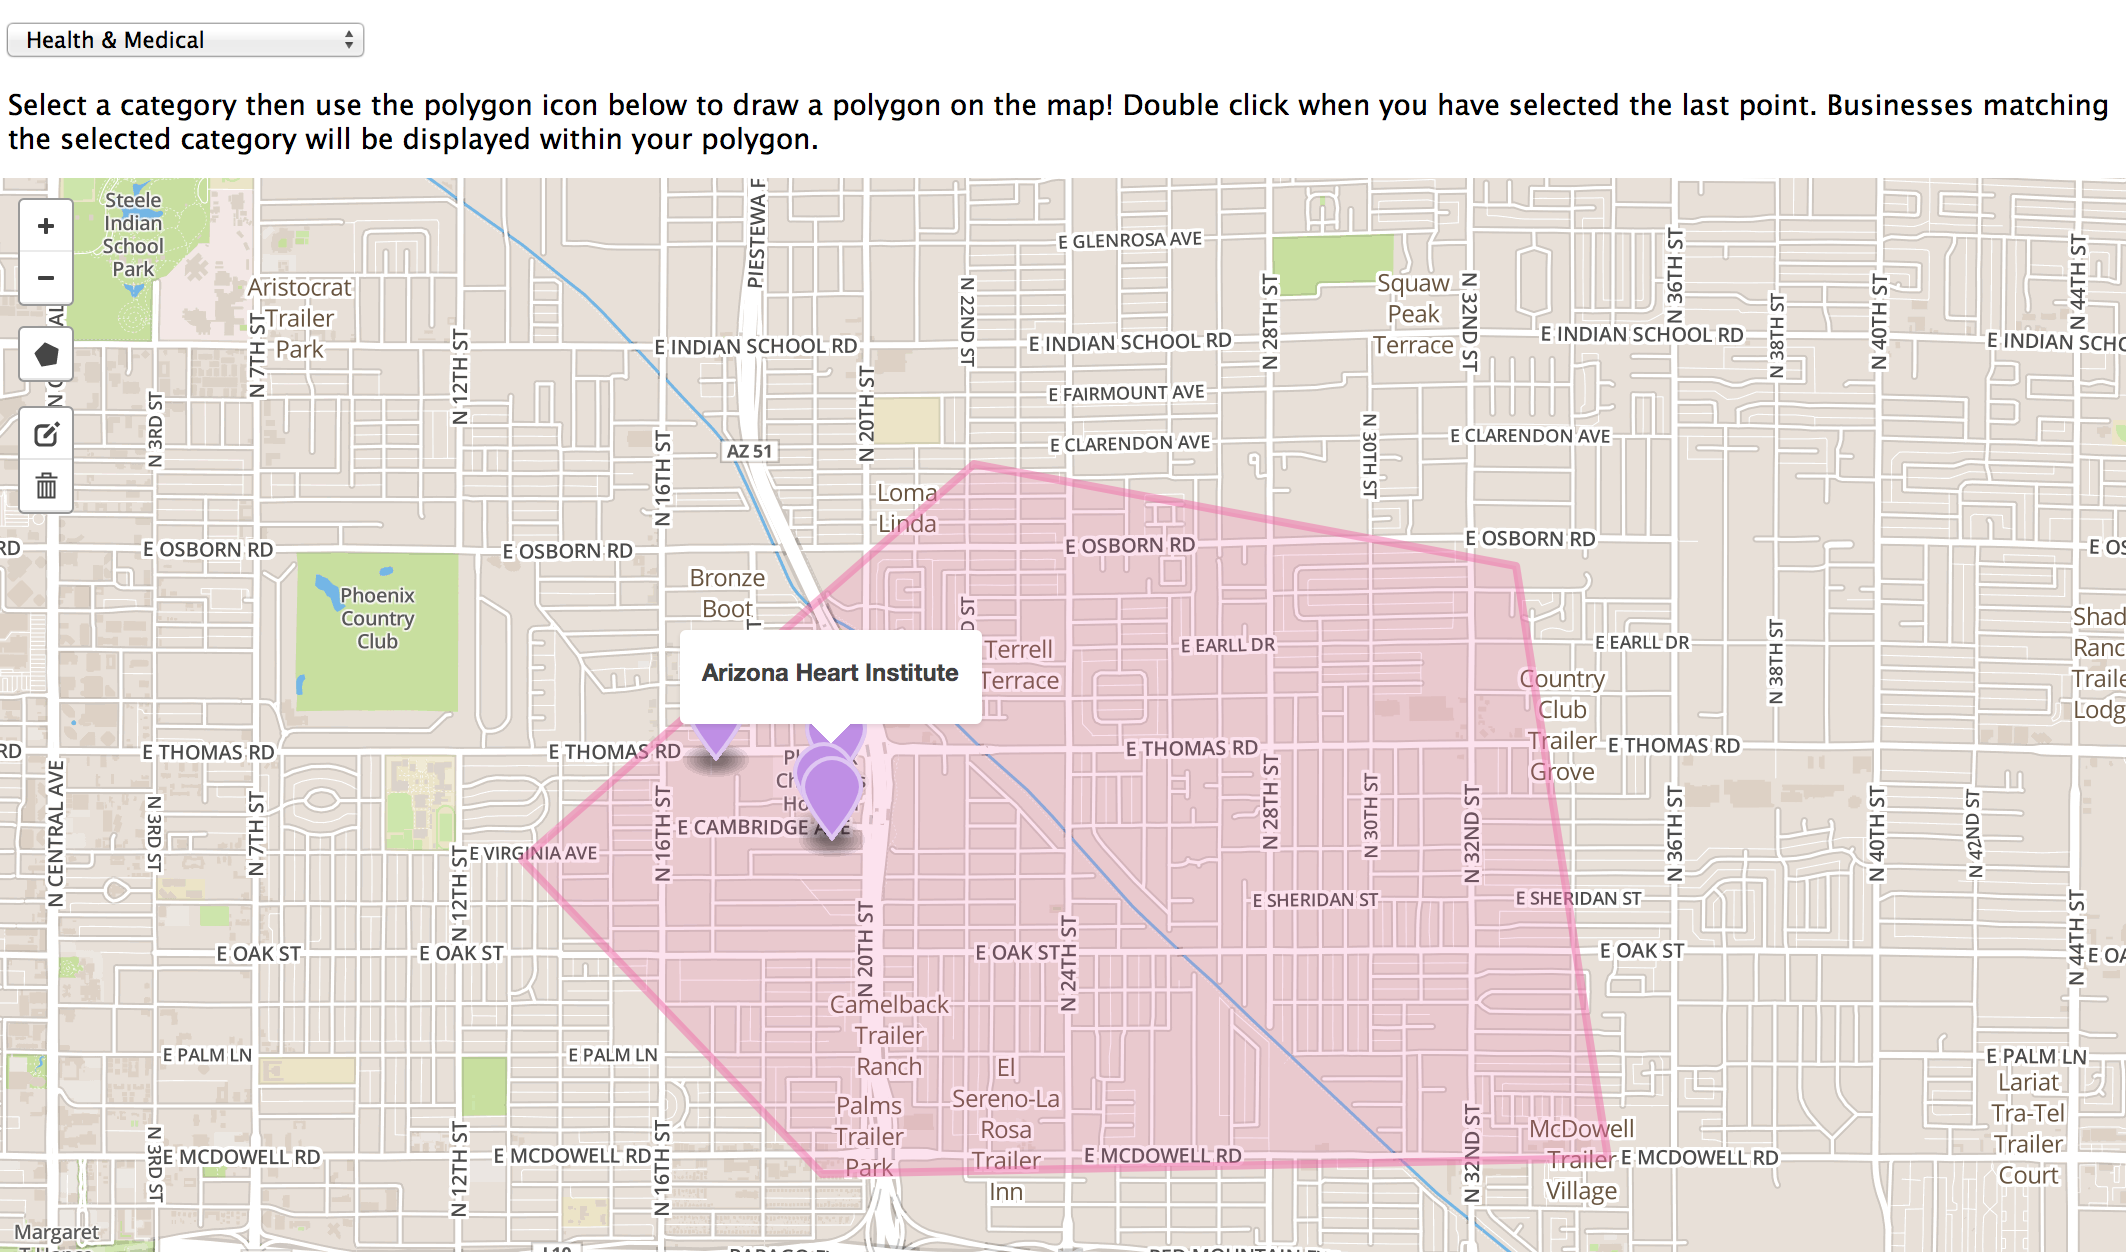 Health & Medical
Select a category then use the polygon icon below to draw a polygon on the map! Double click when you have selected the last point. Businesses matching
the selected category will be displayed within your polygon.
+
−
Steele
Indian
School
Park
Aristocrat
Trailer
Park
N 7TH ST
N 12TH ST
N 3RD ST
E GLENROSA AVE
N 22ND ST
N 28TH ST
Squaw
Peak
Terrace
N 32ND ST
N 36TH ST
N 38TH ST
N 40TH ST
N 44TH ST
E INDIAN SCHOOL RD
E INDIAN SCHOOL RD
E INDIAN SCHOOL RD
E INDIAN SCHO
N 20TH ST
E FAIRMOUNT AVE
E CLARENDON AVE
N 30TH ST
E CLARENDON AVE
AZ 51
N 16TH ST
Loma
Linda
RD
E OSBORN RD
E OSBORN RD
E OSBORN RD
E OSBORN RD
E OS
Phoenix
Country
Club
Bronze
Boot
Arizona Heart Institute
Terrell
Terrace
E EARLL DR
E EARLL DR
N 38TH ST
Country
Club
Trailer
Grove
Shad
Ranc
Traile
Lodg
RD
E THOMAS RD
E THOMAS RD
E THOMAS RD
E THOMAS RD
N CENTRAL AVE
N 3RD ST
N 7TH ST
N 12TH ST
N 16TH ST
E CAMBRIDGE
E VIRGINIA AVE
N 28TH ST
N 30TH ST
N 32ND ST
N 36TH ST
N 40TH ST
N 42ND ST
N 44TH ST
E SHERIDAN ST
E SHERIDAN ST
E OAK ST
E OAK ST
N 20TH ST
E OAK ST
N 24TH ST
E OAK ST
E OA
Camelback
Trailer
Ranch
E PALM LN
E PALM LN
E PALM LN
El
Sereno-La
Rosa
Trailer
Inn
Palms
Trailer
Park
Lariat
Tra-Tel
Trailer
Court
N 3RD ST
E MCDOWELL RD
N 12TH ST
E MCDOWELL RD
N 16TH ST
E MCDOWELL RD
N 32ND ST
McDowell
Trailer
Village
E MCDOWELL RD
Margaret